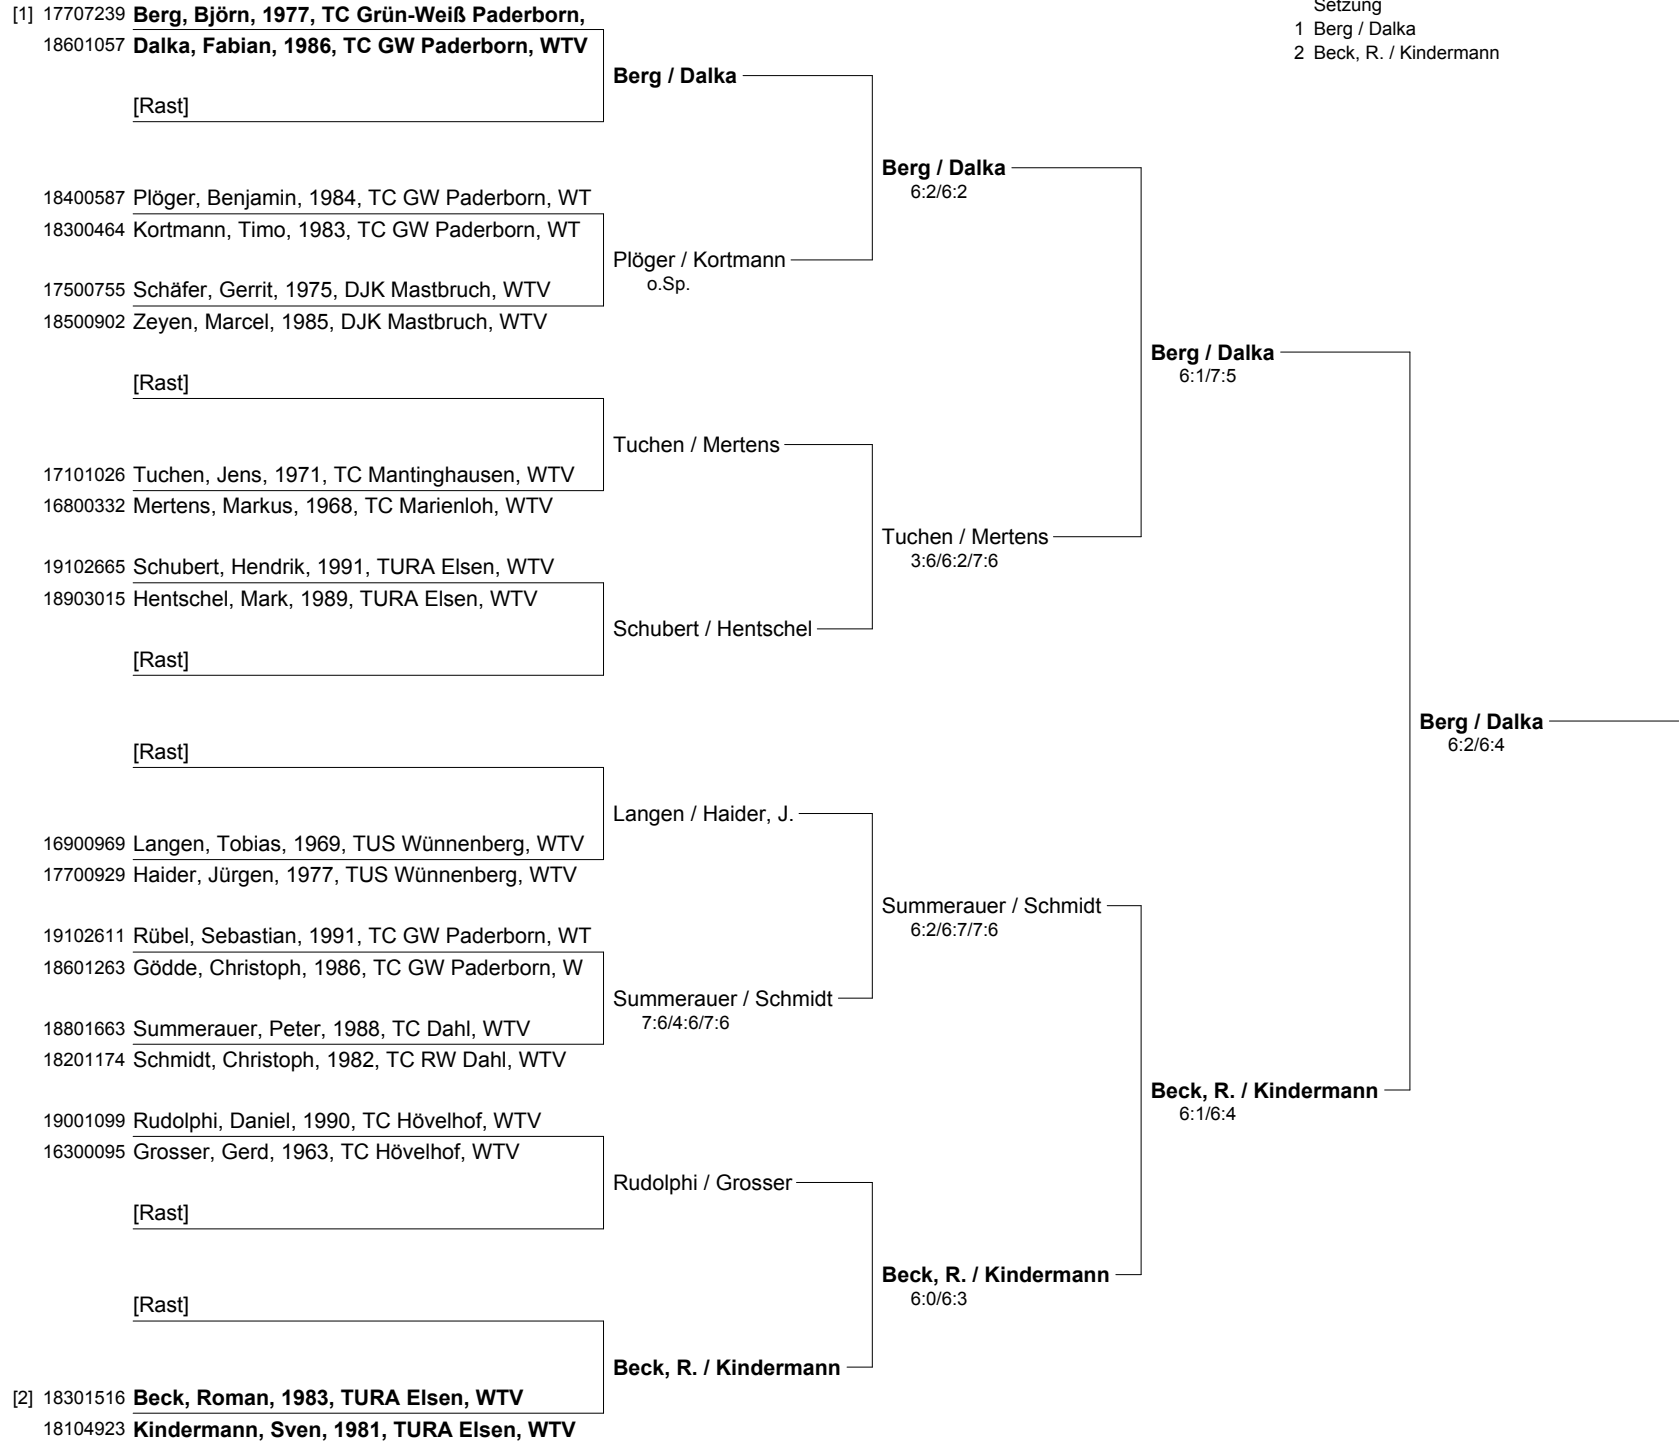 Setzung
1 Berg / Dalka
2 Beck, R. / Kindermann
[1] 17707239 Berg, Björn, 1977, TC Grün-Weiß Paderborn,
18601057 Dalka, Fabian, 1986, TC GW Paderborn, WTV
Berg / Dalka
[Rast]
Berg / Dalka
6:2/6:2
18400587 Plöger, Benjamin, 1984, TC GW Paderborn, WT
18300464 Kortmann, Timo, 1983, TC GW Paderborn, WT
Plöger / Kortmann
o.Sp.
17500755 Schäfer, Gerrit, 1975, DJK Mastbruch, WTV
18500902 Zeyen, Marcel, 1985, DJK Mastbruch, WTV
Berg / Dalka
6:1/7:5
[Rast]
Tuchen / Mertens
17101026 Tuchen, Jens, 1971, TC Mantinghausen, WTV
16800332 Mertens, Markus, 1968, TC Marienloh, WTV
Tuchen / Mertens
3:6/6:2/7:6
19102665 Schubert, Hendrik, 1991, TURA Elsen, WTV
18903015 Hentschel, Mark, 1989, TURA Elsen, WTV
Schubert / Hentschel
[Rast]
Berg / Dalka
6:2/6:4
[Rast]
Langen / Haider, J.
16900969 Langen, Tobias, 1969, TUS Wünnenberg, WTV
17700929 Haider, Jürgen, 1977, TUS Wünnenberg, WTV
Summerauer / Schmidt
6:2/6:7/7:6
19102611 Rübel, Sebastian, 1991, TC GW Paderborn, WT
18601263 Gödde, Christoph, 1986, TC GW Paderborn, W
Summerauer / Schmidt
7:6/4:6/7:6
18801663 Summerauer, Peter, 1988, TC Dahl, WTV
18201174 Schmidt, Christoph, 1982, TC RW Dahl, WTV
Beck, R. / Kindermann
6:1/6:4
19001099 Rudolphi, Daniel, 1990, TC Hövelhof, WTV
16300095 Grosser, Gerd, 1963, TC Hövelhof, WTV
Rudolphi / Grosser
[Rast]
Beck, R. / Kindermann
6:0/6:3
[Rast]
Beck, R. / Kindermann
[2] 18301516 Beck, Roman, 1983, TURA Elsen, WTV
18104923 Kindermann, Sven, 1981, TURA Elsen, WTV